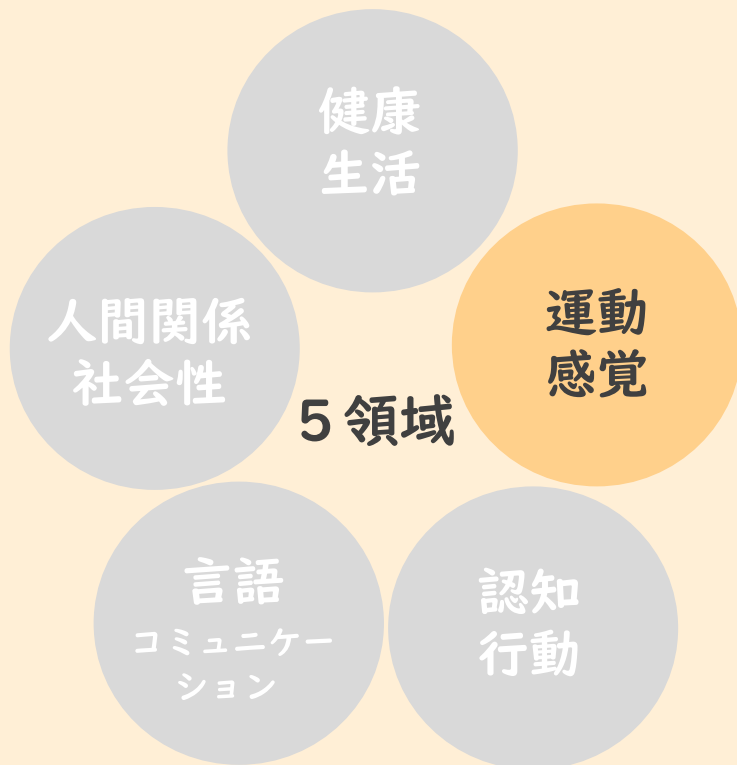 健康
生活
人間関係
社会性
運動
感覚
５領域
言語
コミュニケー
ション
認知
行動